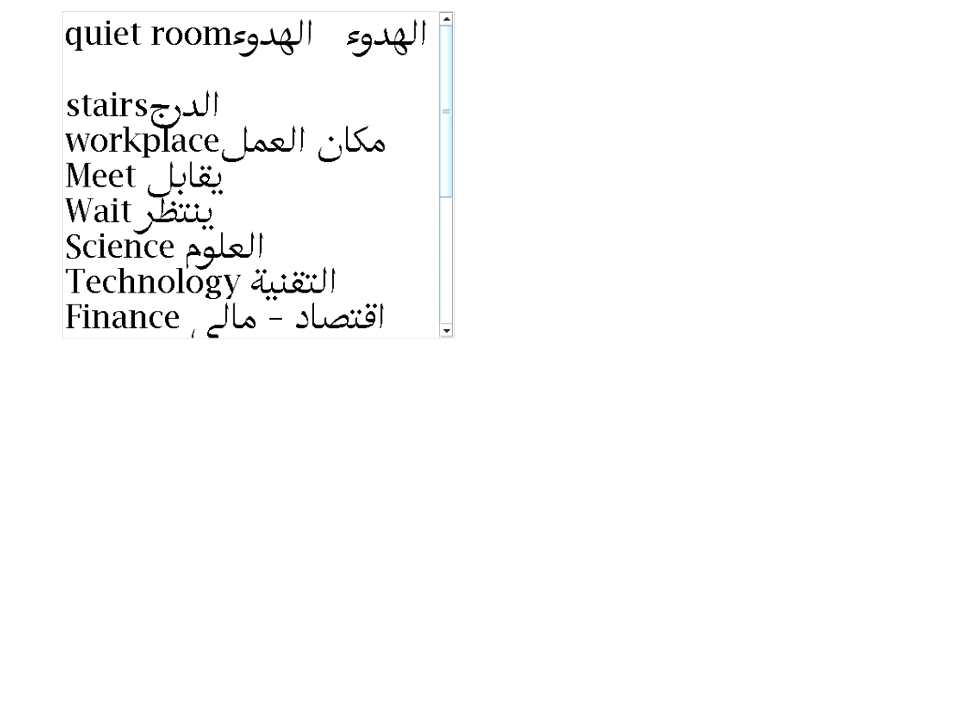 quiet roomالهدوء   الهدوء
stairsالدرج
workplaceمكان العمل
Meet يقابل
Wait ينتظر
Science العلوم
Technology التقنية
Finance اقتصاد – مالي